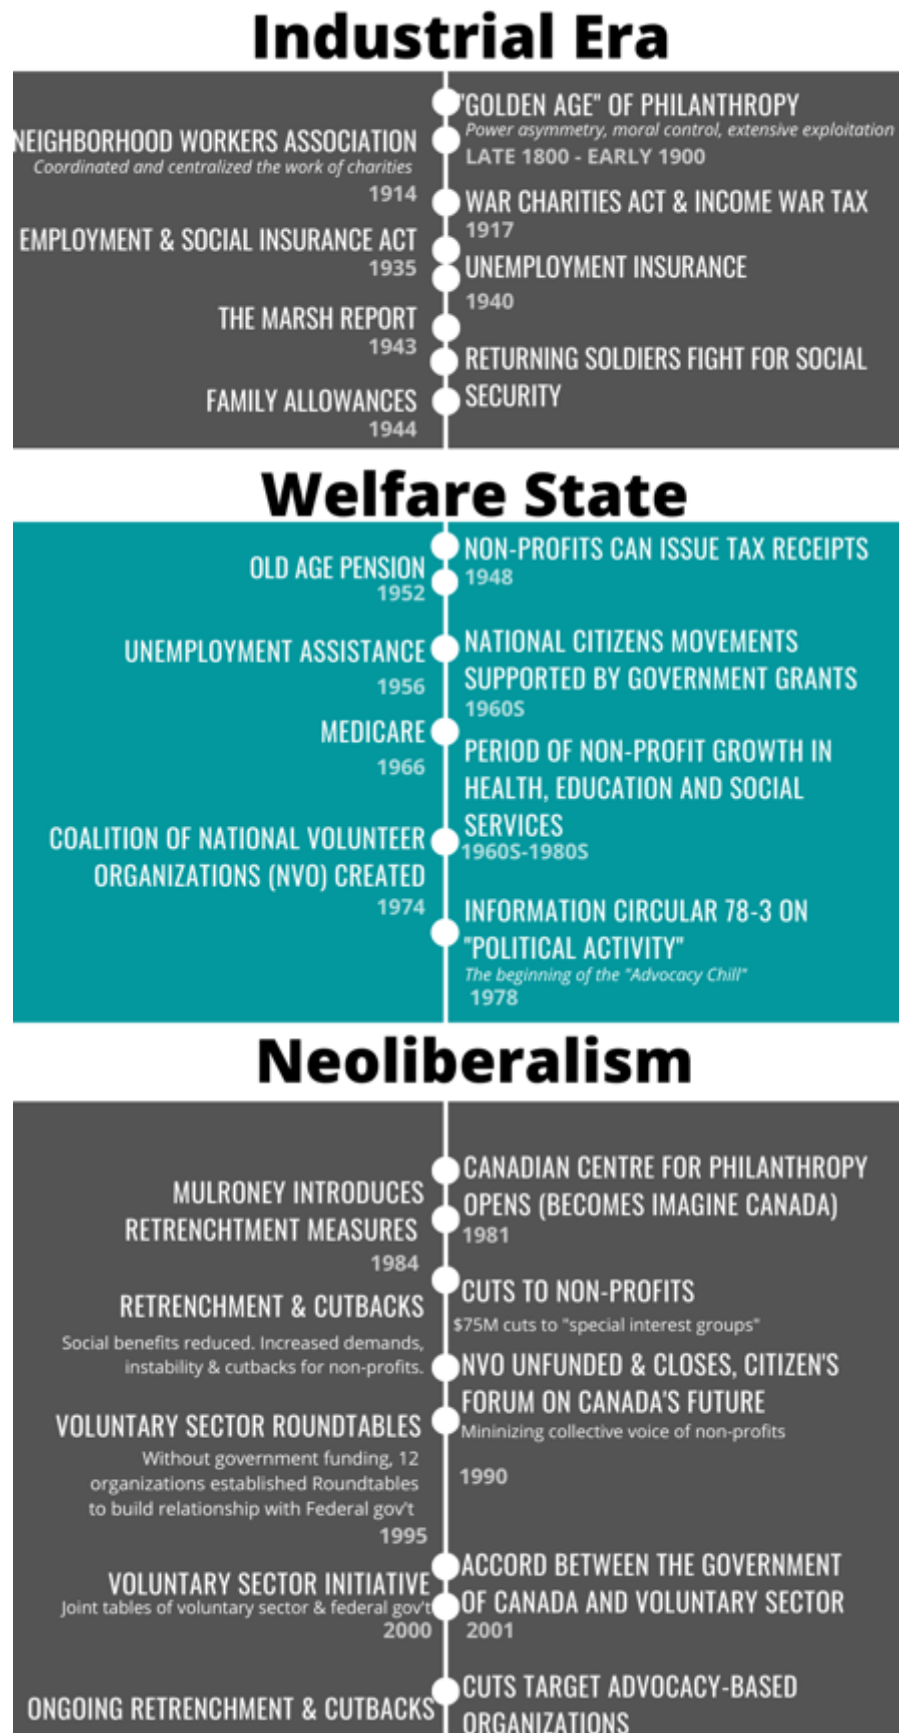 Industrial Era
"GOLDEN AGE" OF PHILANTHROPY
Power asymmetry, moral control, extensive exploitation
LATE 1800 - EARLY 1900
NEIGHBORHOOD WORKERS ASSOCIATION
Coordinated and centralized the work of charities
1914
WAR CHARITIES ACT & INCOME WAR TAX
1917
EMPLOYMENT & SOCIAL INSURANCE ACT
1935
UNEMPLOYMENT INSURANCE
1940
THE MARSH REPORT
1943
RETURNING SOLDIERS FIGHT FOR SOCIAL
SECURITY
FAMILY ALLOWANCES
1944
Welfare State
NON-PROFITS CAN ISSUE TAX RECEIPTS
1948
OLD AGE PENSION
1952
UNEMPLOYMENT ASSISTANCE
1956
NATIONAL CITIZENS MOVEMENTS
SUPPORTED BY GOVERNMENT GRANTS
1960S
MEDICARE
1966
PERIOD OF NON-PROFIT GROWTH IN
HEALTH, EDUCATION AND SOCIAL
SERVICES
1960S-1980S
COALITION OF NATIONAL VOLUNTEER
ORGANIZATIONS (NVO) CREATED
1974
INFORMATION CIRCULAR 78-3 ON
"POLITICAL ACTIVITY"
The beginning of the "Advocacy Chill"
1978
Neoliberalism
CANADIAN CENTRE FOR PHILANTHROPY
OPENS (BECOMES IMAGINE CANADA)
1981
MULRONEY INTRODUCES
RETRENCHTMENT MEASURES
1984
CUTS TO NON-PROFITS
$75M cuts to "special interest groups"
RETRENCHMENT & CUTBACKS
Social benefits reduced. Increased demands,
instability & cutbacks for non-profits.
NVO UNFUNDED & CLOSES, CITIZEN'S
FORUM ON CANADA'S FUTURE
Mininizing collective voice of non-profits
1990
VOLUNTARY SECTOR ROUNDTABLES
Without government funding, 12
organizations established Roundtables
to build relationship with Federal gov't
1995
VOLUNTARY SECTOR INITIATIVE
Joint tables of voluntary sector & federal gov't
2000
ACCORD BETWEEN THE GOVERNMENT
OF CANADA AND VOLUNTARY SECTOR
2001
CUTS TARGET ADVOCACY-BASED
ORGANIZATIONS
ONGOING RETRENCHMENT & CUTBACKS